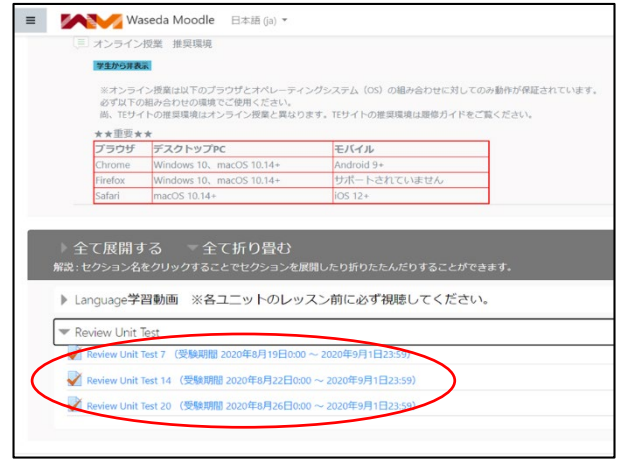 Waseda Moodle 日本語 (ja)
オンライン授業 推奨環境
学生から非表示
※オンライン授業は以下のブラウザとオペレーティングシステム（OS）の組み合わせに対してのみ動作が保証されています。
必ず以下の組み合わせの環境でご使用ください。
尚、TEサイトの推奨環境はオンライン授業と異なります。TEサイトの推奨環境は履修ガイドをご覧ください。
★★重要★★
ブラウザ デスクトップPC モバイル
Chrome Windows 10、macOS 10.14+ Android 9+
Firefox Windows 10、macOS 10.14+ サポートされていません
Safari macOS 10.14+ iOS 12+
全て展開する 全て折り畳む
解説 : セクション名をクリックすることでセクションを展開したり折りたたんだりすることができます。
Language学習動画 ※各ユニットのレッスン前に必ず視聴してください。
Review Unit Test
Review Unit Test 7 （受験期間 2020年8月19日0:00 ～ 2020年9月1日23:59）
Review Unit Test 14 （受験期間 2020年8月22日0:00 ～ 2020年9月1日23:59）
Review Unit Test 20 （受験期間 2020年8月26日0:00 ～ 2020年9月1日23:59）